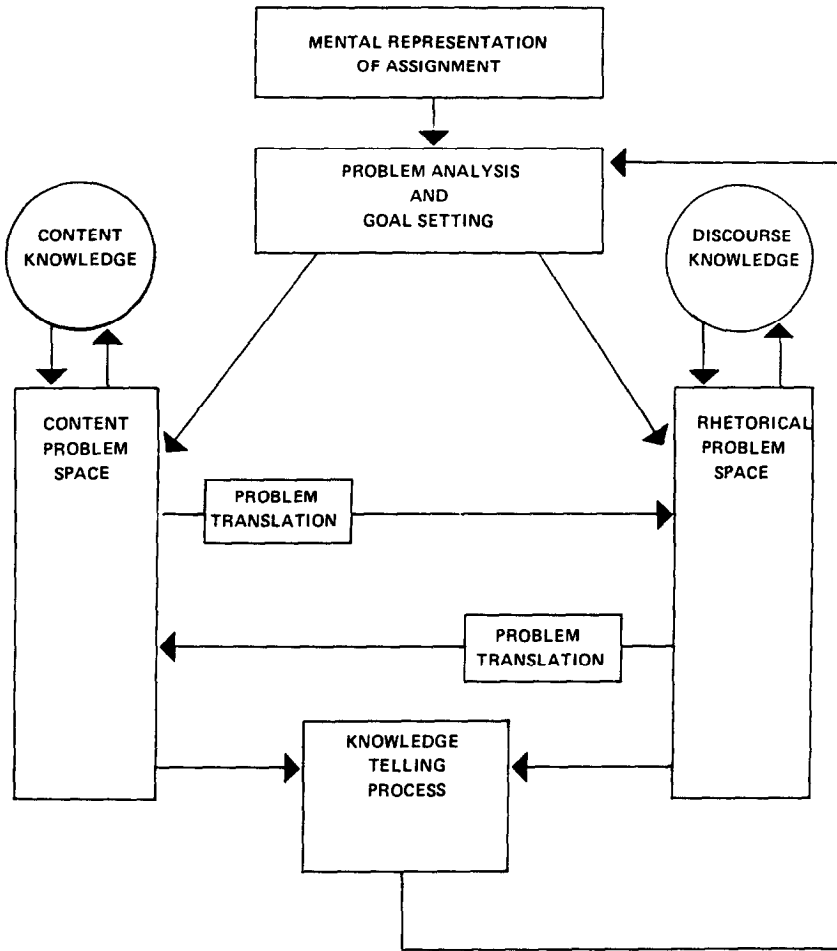 MENTAL REPRESENTATION
OF ASSIGNMENT
PROBLEM ANALYSIS
AND
GOAL SETTING
CONTENT
KNOWLEDGE
DISCOURSE
KNOWLEDGE
CONTENT
PROBLEM
SPACE
RHETORICAL
PROBLEM
SPACE
PROBLEM
TRANSLATION
PROBLEM
TRANSLATION
KNOWLEDGE
TELLING
PROCESS